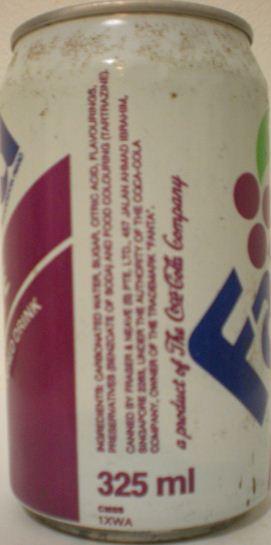 INGREDIENTS: CARBONATED WATER, SUGAR, CITRIC ACID, FLAVOURINGS,
PRESERVATIVES (BENZOATE OF SODA) AND FOOD COLOURING (TARTRAZINE).
CANNED BY FRASER & NEAVE (S) PTE. LTD., 457 JALAN AHMAD IBRAHIM,
SINGAPORE 2263, UNDER THE AUTHORITY OF THE COCA-COLA
COMPANY, OWNER OF THE TRADEMARK "FANTA".
a product of The Coca-Cola Company
325 ml
1XWA
DRINK
Fa